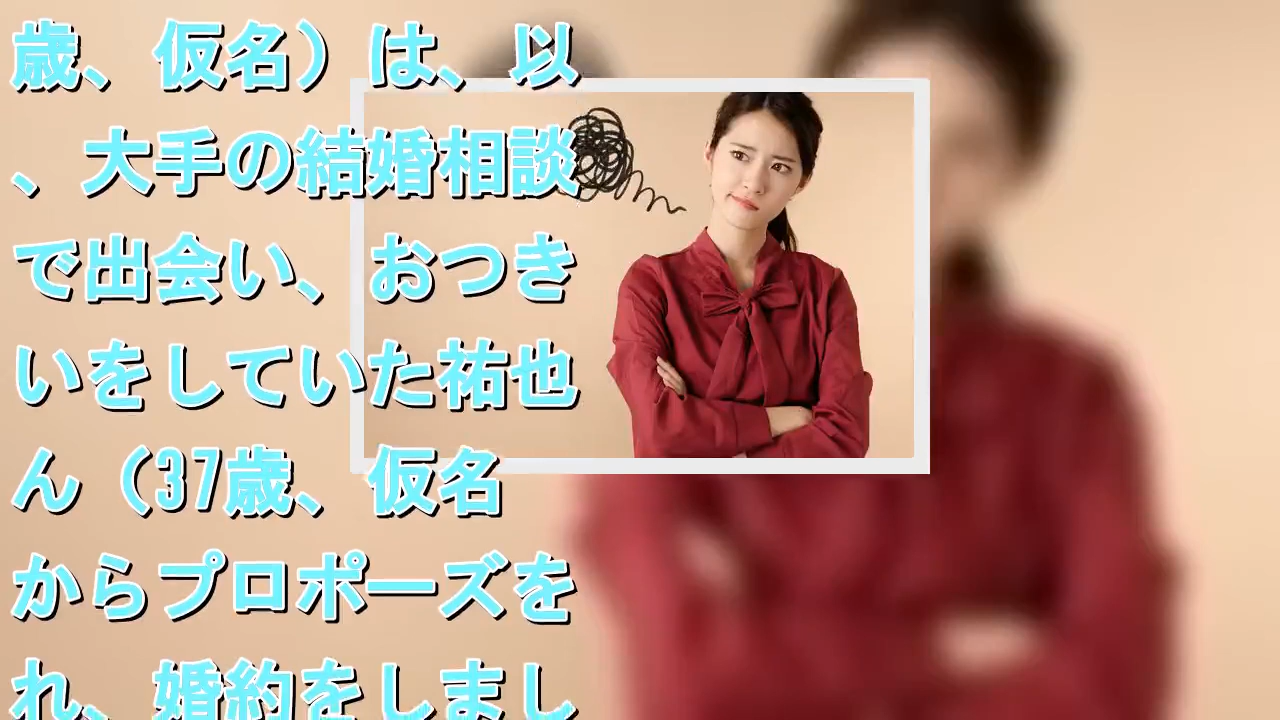 歳、仮名）は、以
、大手の結婚相談
で出会い、おつき
いをしていた祐也
ん（37歳、仮名
からプロポーズを
れ、婚約をしまし